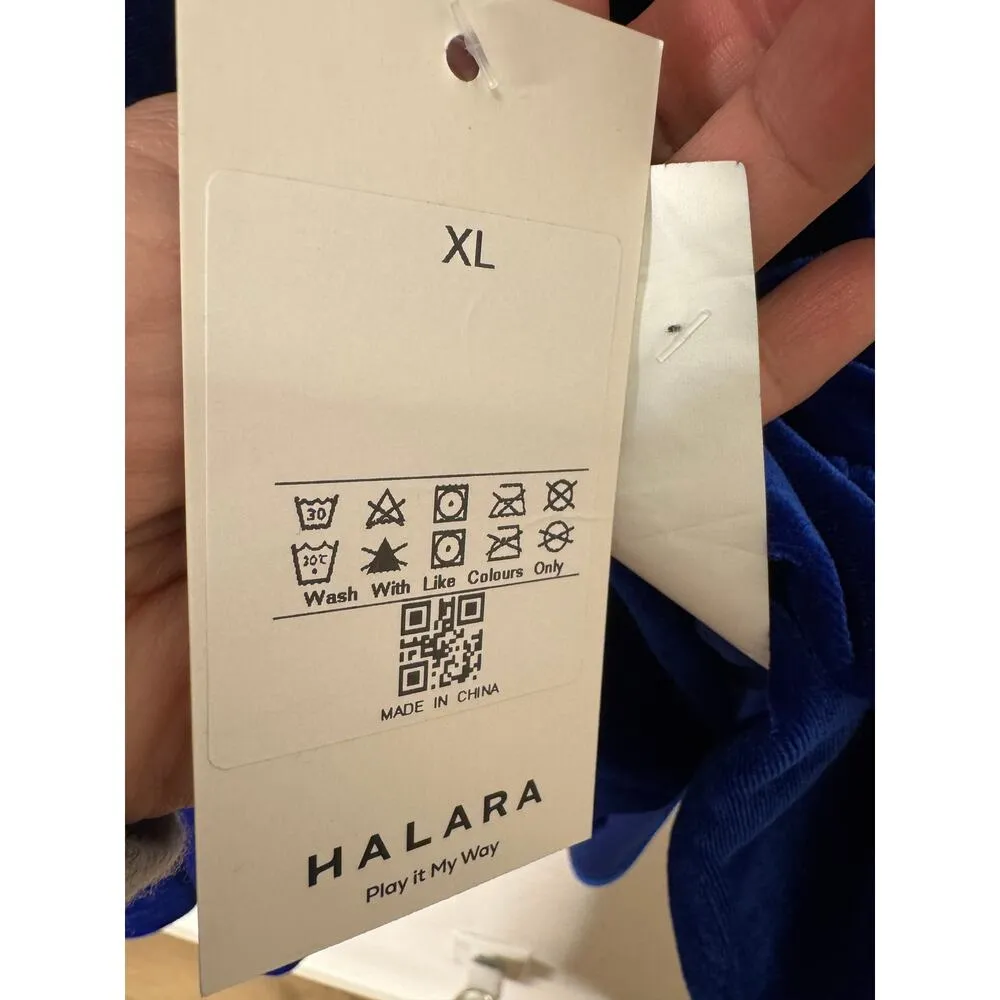 XL
30
30℃
Wash With Like Colours Only
MADE IN CHINA
HALARA
Play it My Way